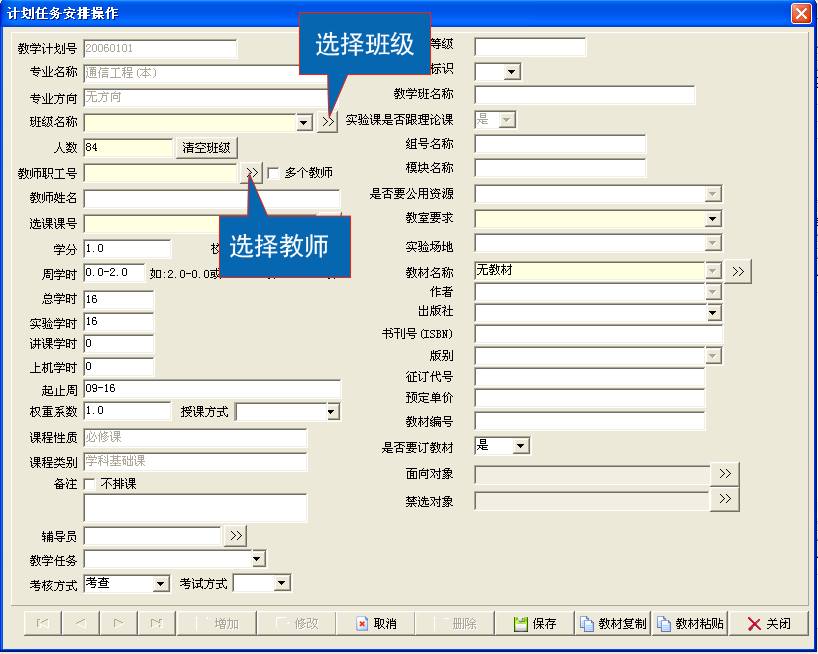 计划任务安排操作
选择班级
选择教师
教学计划号 20060101
专业名称 通信工程(本)
专业方向 无方向
班级名称 >>
人数 84 清空班级
教师职工号 >> 多个教师
教师姓名
选课课号
学分 1.0
周学时 0.0-2.0 如:2.0-0.0或
总学时 16
实验学时 16
讲课学时 0
上机学时 0
起止周 09-16
权重系数 1.0 授课方式
课程性质 必修课
课程类别 学科基础课
备注 不排课
辅导员 >>
教学任务
考核方式 考查 考试方式
等级
标识
教学班名称
实验课是否跟理论课 是
组号名称
模块名称
是否要公用资源
教室要求
实验场地
教材名称 无教材 >>
作者
出版社
书刊号(ISBN)
版别
征订代号
预定单价
教材编号
是否要订教材 是
面向对象 >>
禁选对象 >>
增加 修改 取消 删除 保存 教材复制 教材粘贴 关闭